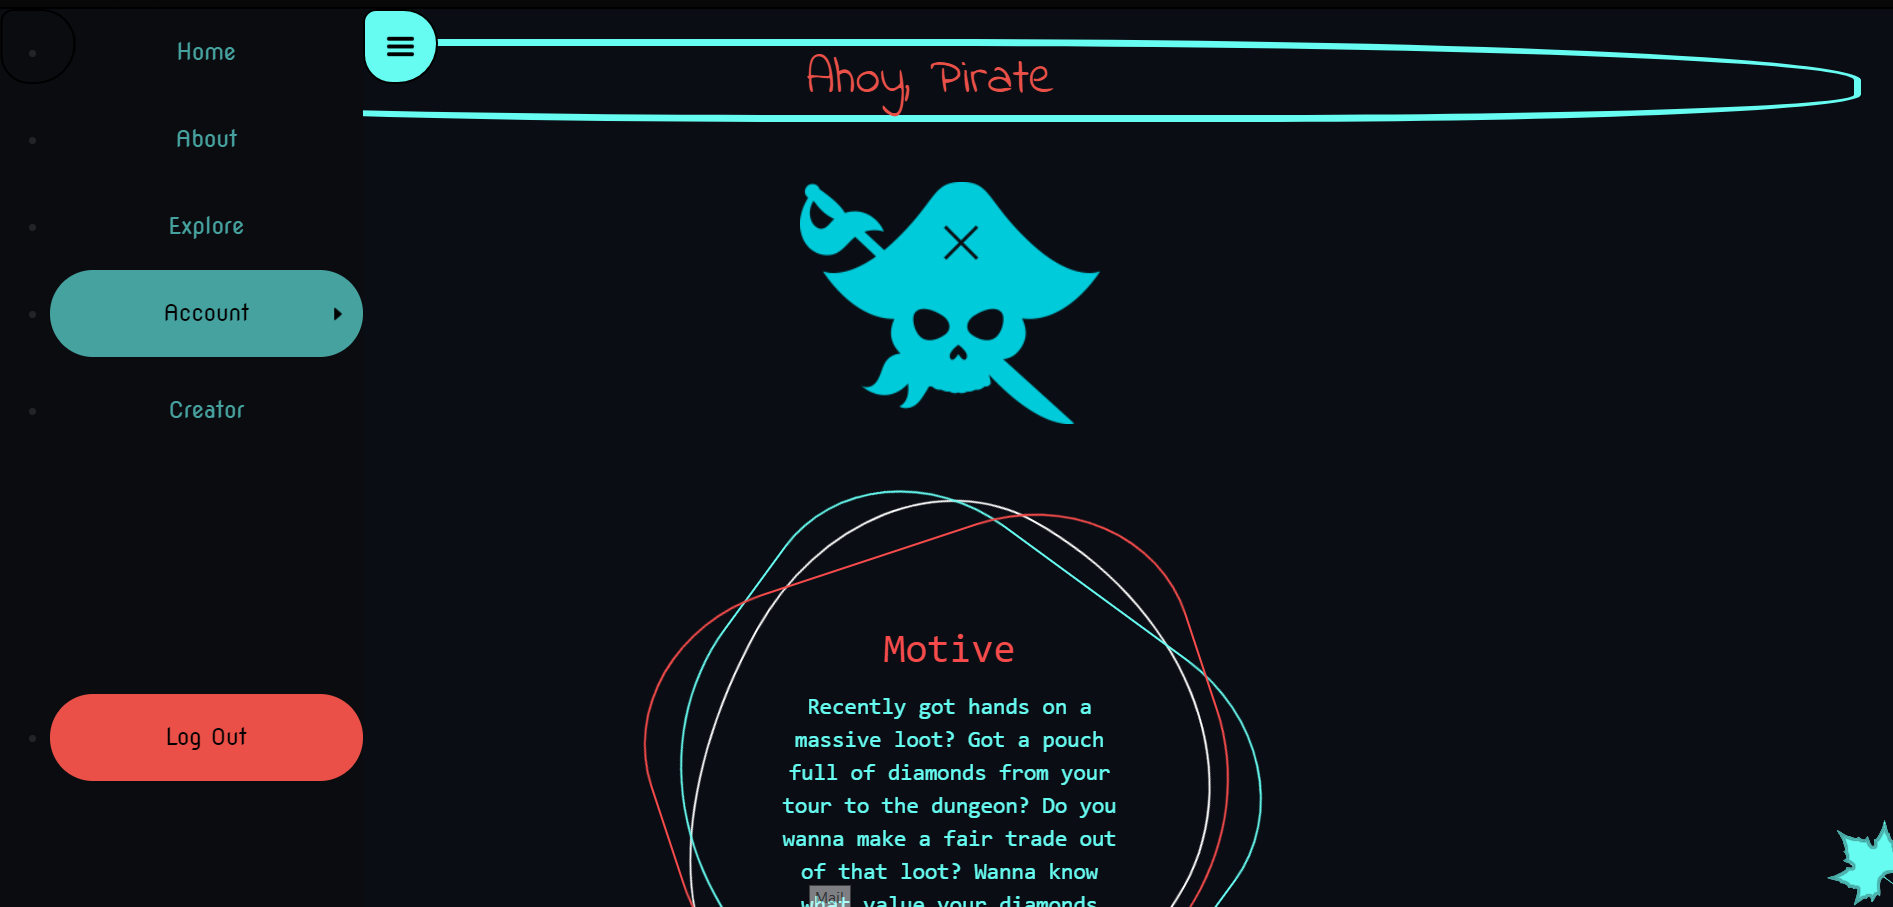 Home
About
Explore
Account
Creator
Log Out
Ahoy, Pirate
Motive
Recently got hands on a
massive loot? Got a pouch
full of diamonds from your
tour to the dungeon? Do you
wanna make a fair trade out
of that loot? Wanna know
what value your diamonds
Mail